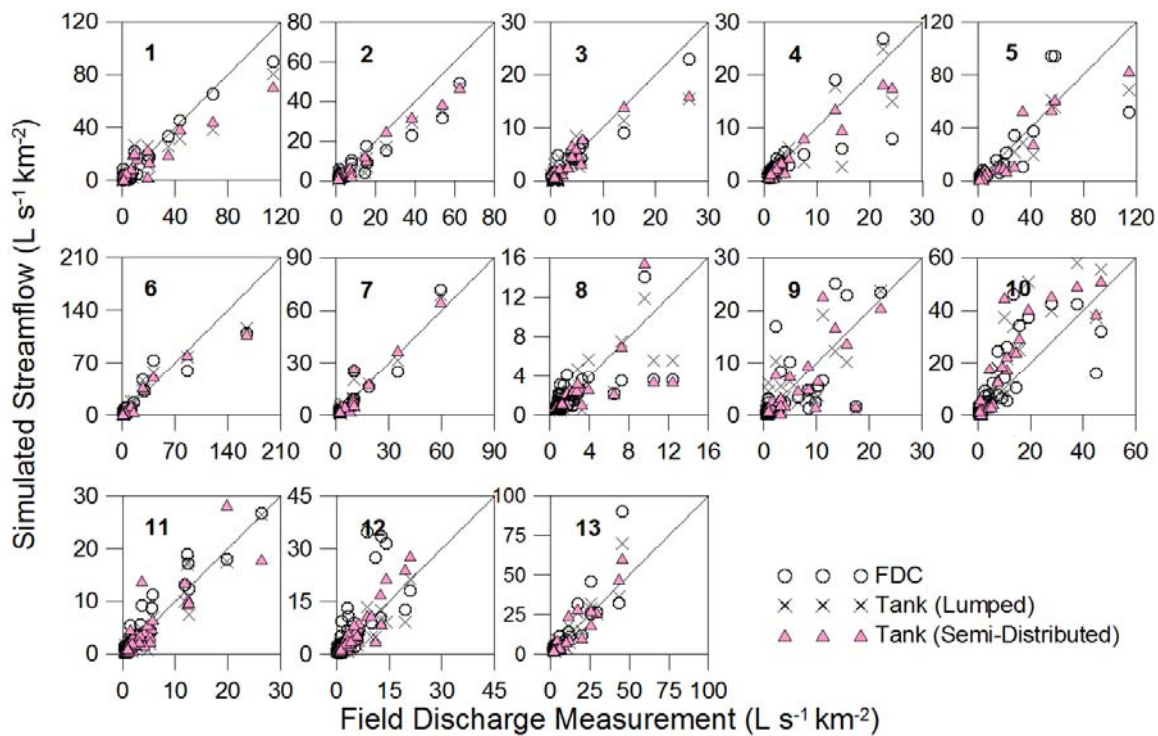 Simulated Streamflow (L s-1 km-2)
120 80 40 0
1
0 40 80 120
80 60 40 20 0
2
0 20 40 60 80
30 20 10 0
3
0 10 20 30
30 20 10 0
4
0 10 20 30
120 80 40 0
5
0 40 80 120
210 140 70 0
6
0 70 140 210
90 60 30 0
7
0 30 60 90
16 12 8 4 0
8
0 4 8 12 16
30 20 10 0
9
0 10 20 30
60 50 40 30 20 10 0
10
0 20 40 60
30 20 10 0
11
0 10 20 30
45 30 15 0
12
0 15 30 45
100 75 50 25 0
13
0 25 50 75 100
FDC
Tank (Lumped)
Tank (Semi-Distributed)
Field Discharge Measurement (L s-1 km-2)